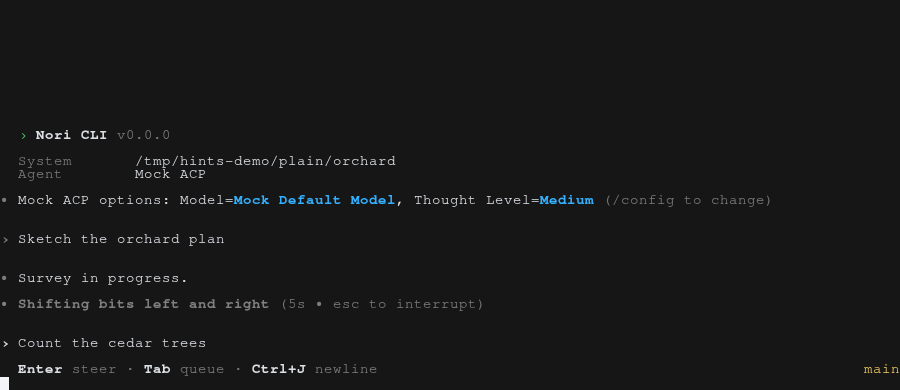 › Nori CLI v0.0.0
System /tmp/hints-demo/plain/orchard
Agent Mock ACP
• Mock ACP options: Model=Mock Default Model, Thought Level=Medium (/config to change)
› Sketch the orchard plan
• Survey in progress.
• Shifting bits left and right (5s • esc to interrupt)
› Count the cedar trees
Enter steer · Tab queue · Ctrl+J newline main